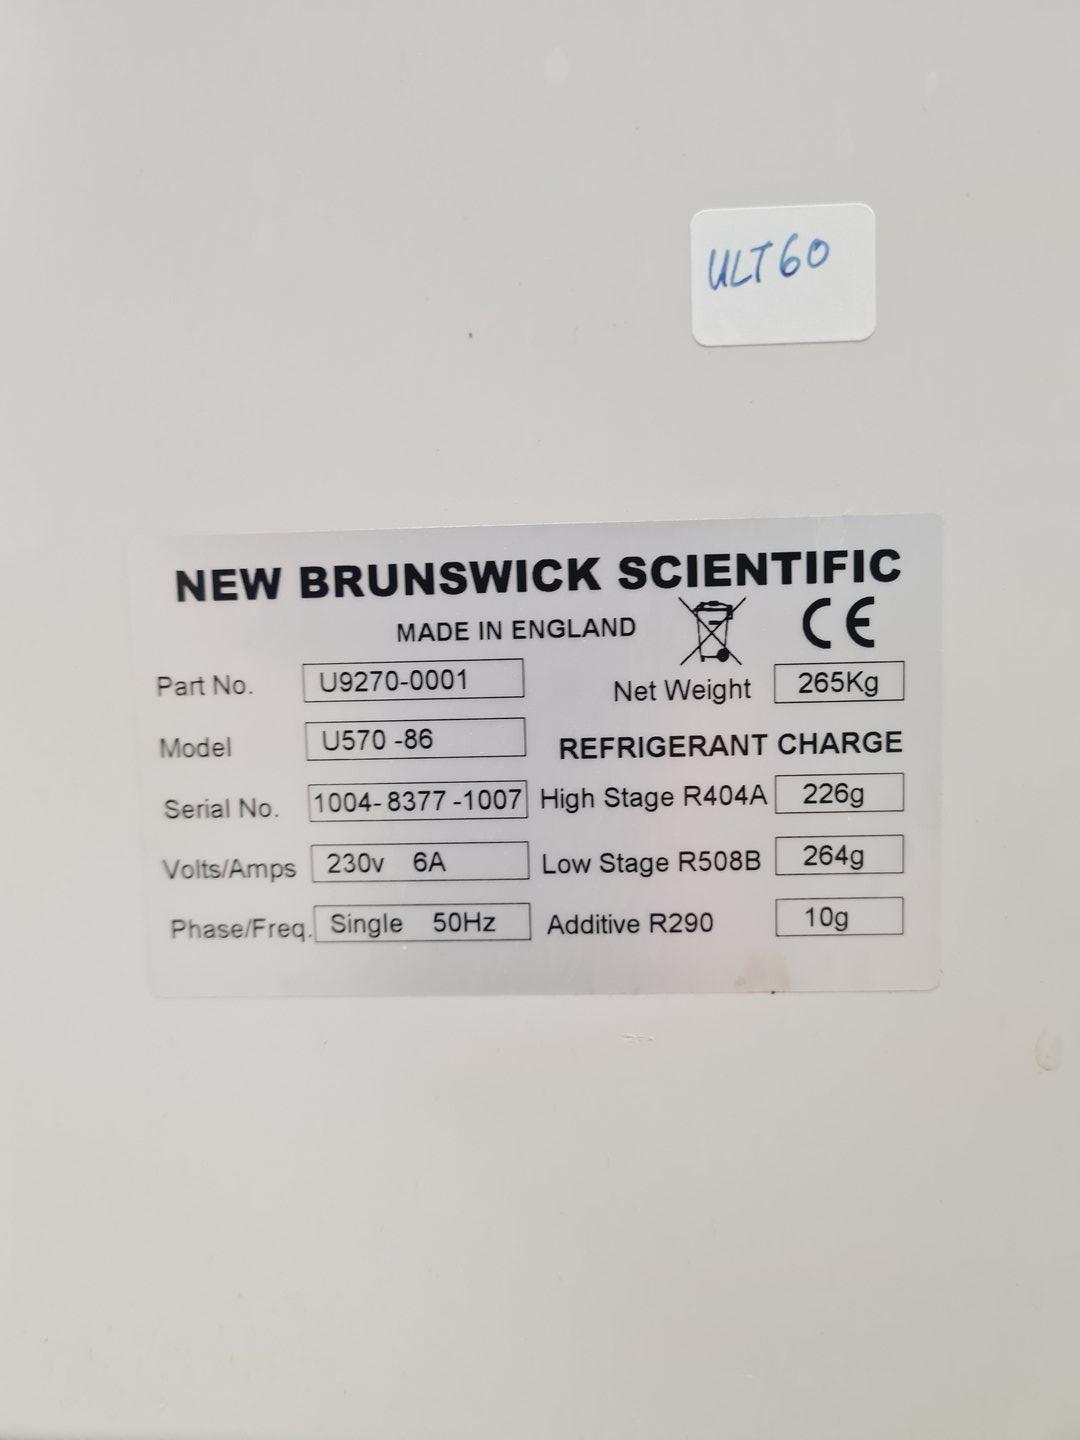 ULT60
NEW BRUNSWICK SCIENTIFIC
MADE IN ENGLAND
CE
Part No. U9270-0001
Net Weight 265Kg
Model U570 -86
REFRIGERANT CHARGE
Serial No. 1004- 8377 -1007
High Stage R404A 226g
Volts/Amps 230v 6A
Low Stage R508B 264g
Phase/Freq. Single 50Hz
Additive R290 10g